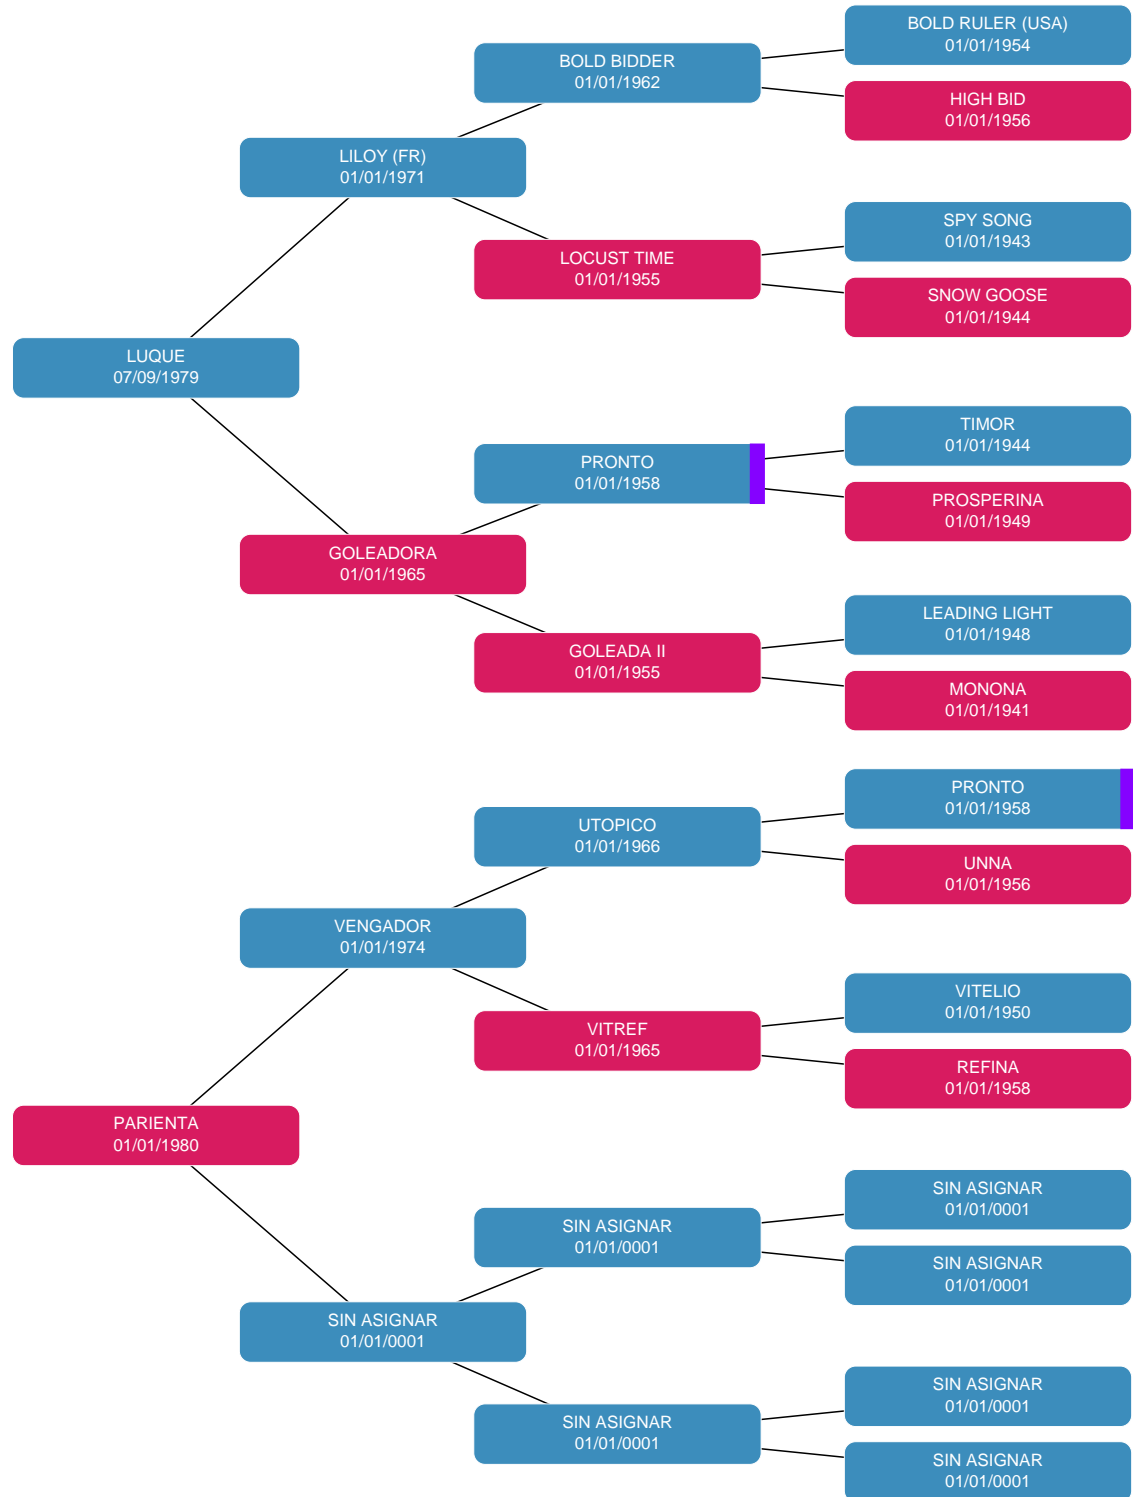 BOLD RULER (USA)
01/01/1954
BOLD BIDDER
01/01/1962
HIGH BID
01/01/1956
LILOY (FR)
01/01/1971
SPY SONG
01/01/1943
LOCUST TIME
01/01/1955
SNOW GOOSE
01/01/1944
LUQUE
07/09/1979
TIMOR
01/01/1944
PRONTO
01/01/1958
PROSPERINA
01/01/1949
GOLEADORA
01/01/1965
LEADING LIGHT
01/01/1948
GOLEADA II
01/01/1955
MONONA
01/01/1941
PRONTO
01/01/1958
UTOPICO
01/01/1966
UNNA
01/01/1956
VENGADOR
01/01/1974
VITELIO
01/01/1950
VITREF
01/01/1965
REFINA
01/01/1958
PARIENTA
01/01/1980
SIN ASIGNAR
01/01/0001
SIN ASIGNAR
01/01/0001
SIN ASIGNAR
01/01/0001
SIN ASIGNAR
01/01/0001
SIN ASIGNAR
01/01/0001
SIN ASIGNAR
01/01/0001
SIN ASIGNAR
01/01/0001